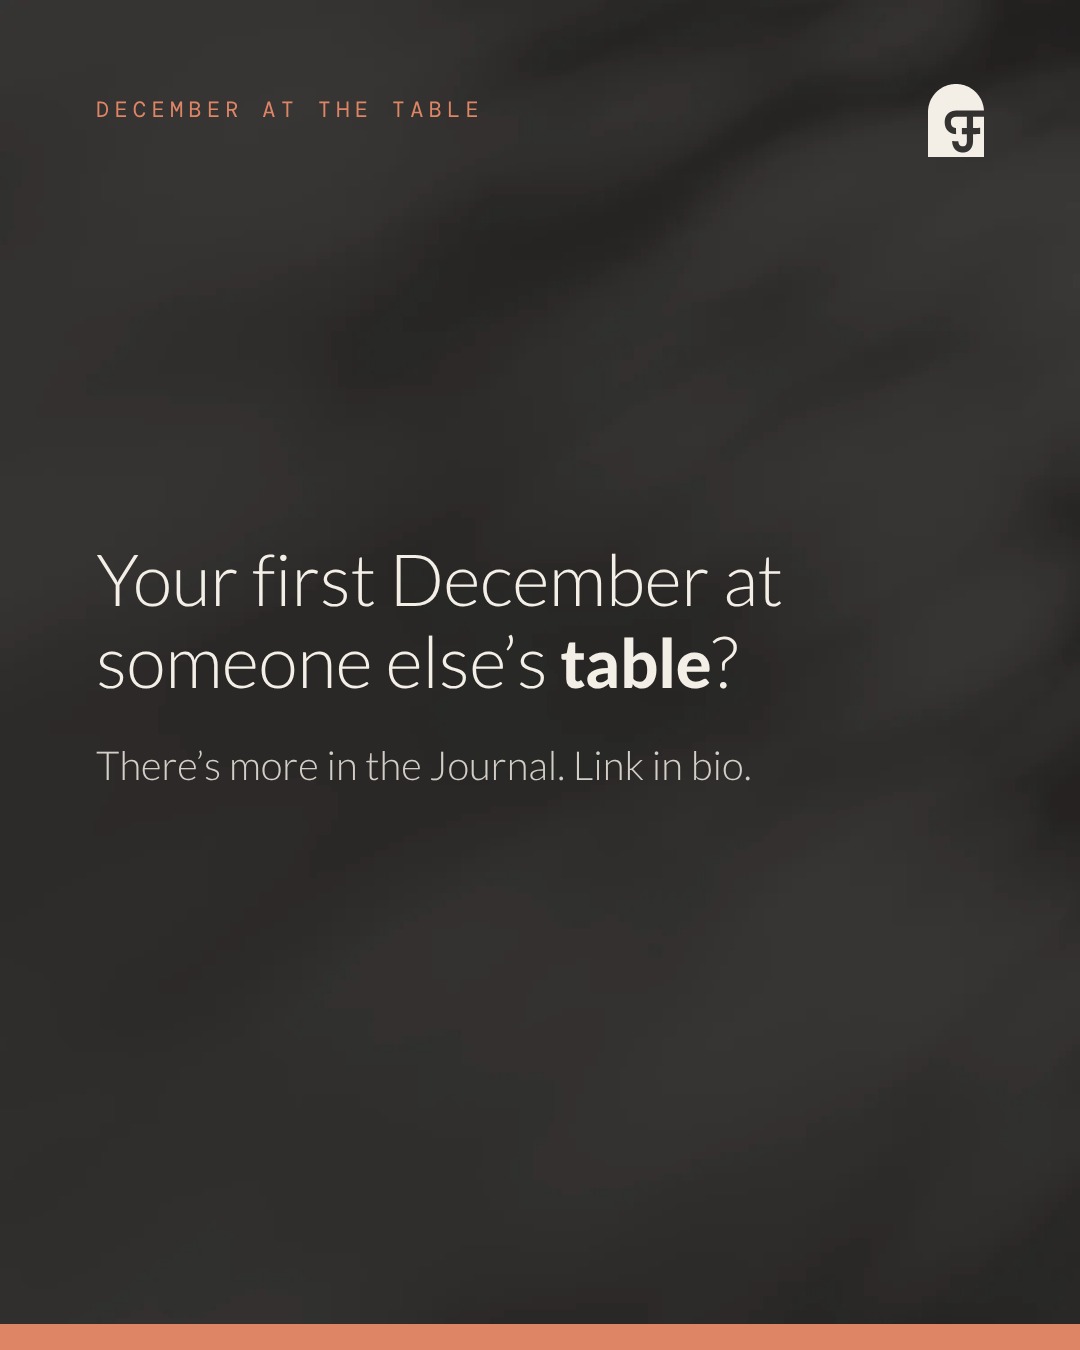 DECEMBER AT THE TABLE
Your first December at
someone else’s table?
There’s more in the Journal. Link in bio.